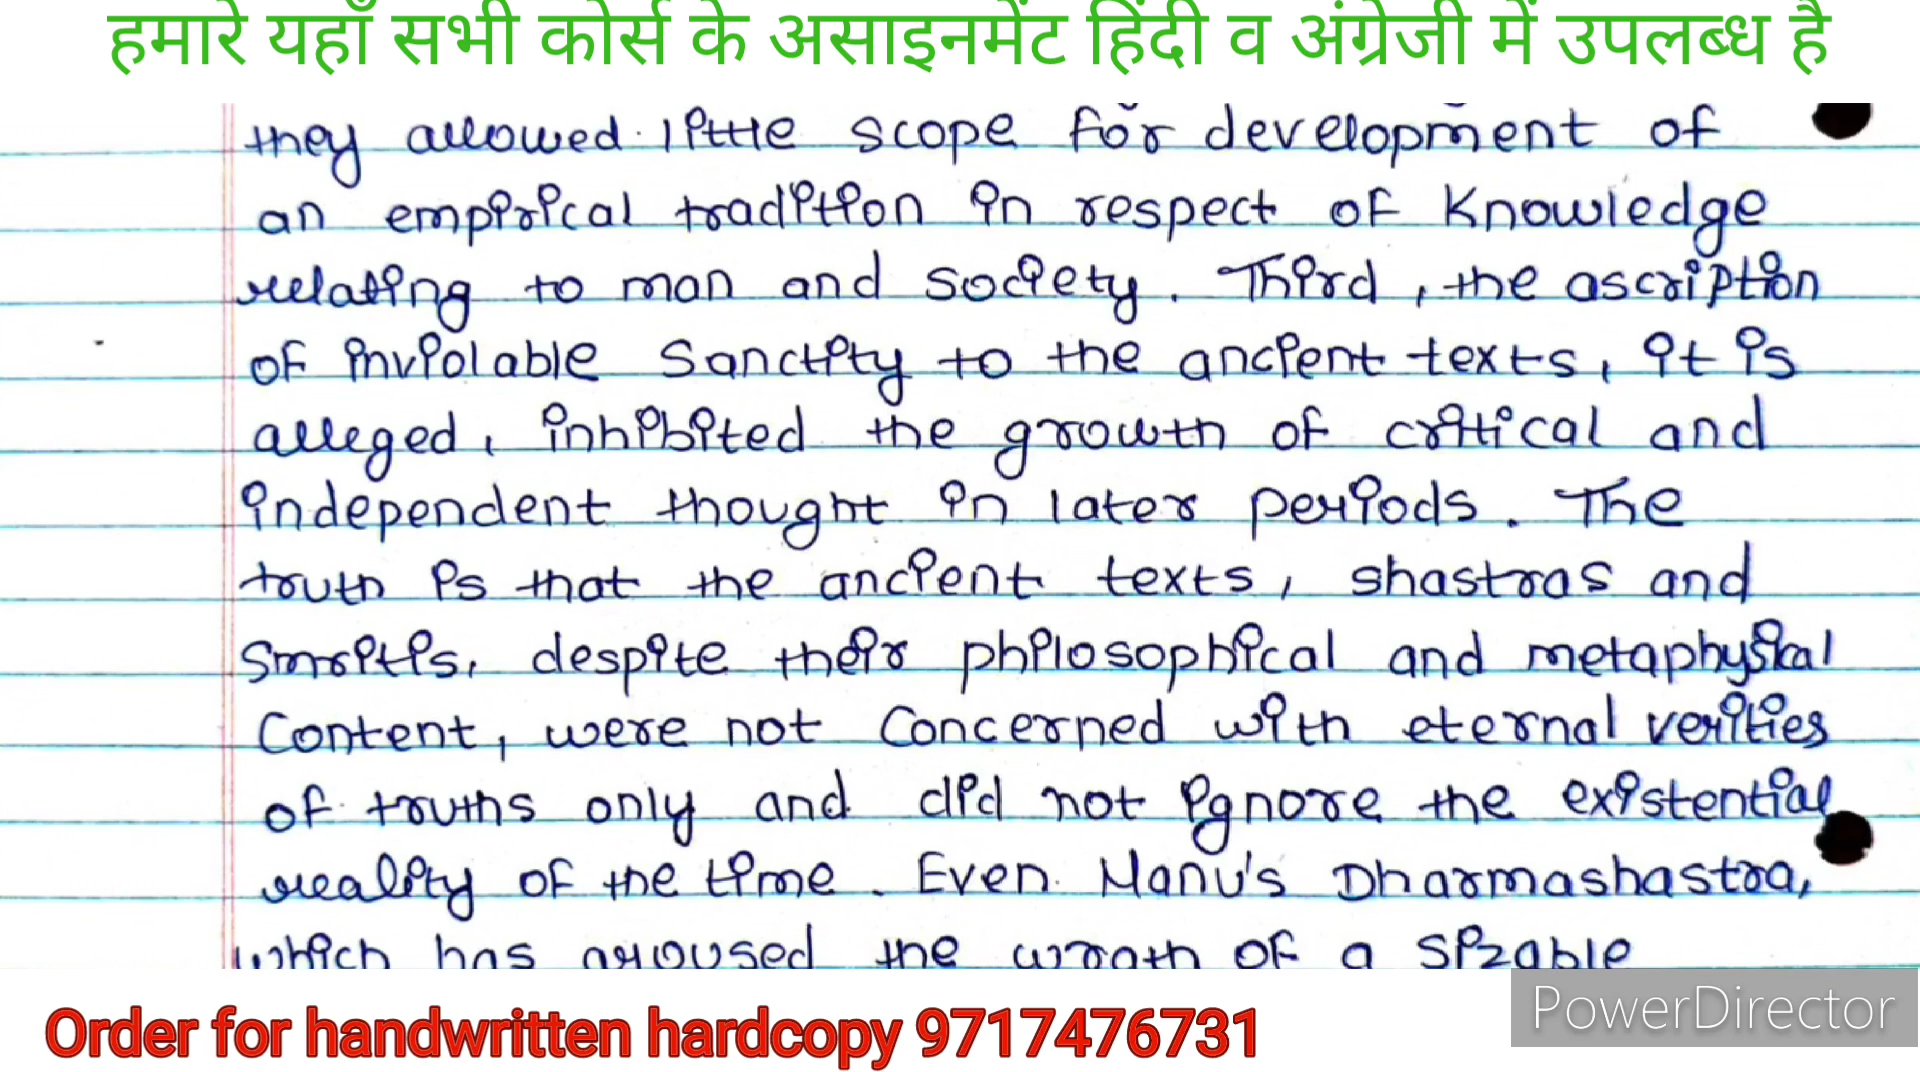 हमारे यहाँ सभी कोर्स के असाइनमेंट हिंदी व अंग्रेजी में उपलब्ध है
they allowed little scope for development of
an empirical tradition in respect of Knowledge
relating to man and society. Third, the ascription
of inviolable Sanctity to the ancient texts, it is
alleged, inhibited the growth of critical and
independent thought in later periods. The
truth is that the ancient texts, shastras and
Smritis, despite their philosophical and metaphysical
Content, were not Concerned with eternal verities
of truths only and did not ignore the existential
reality of the time. Even Manu's Dharmashastra,
which has aroused the wrath of a sizable
Order for handwritten hardcopy 9717476731
PowerDirector